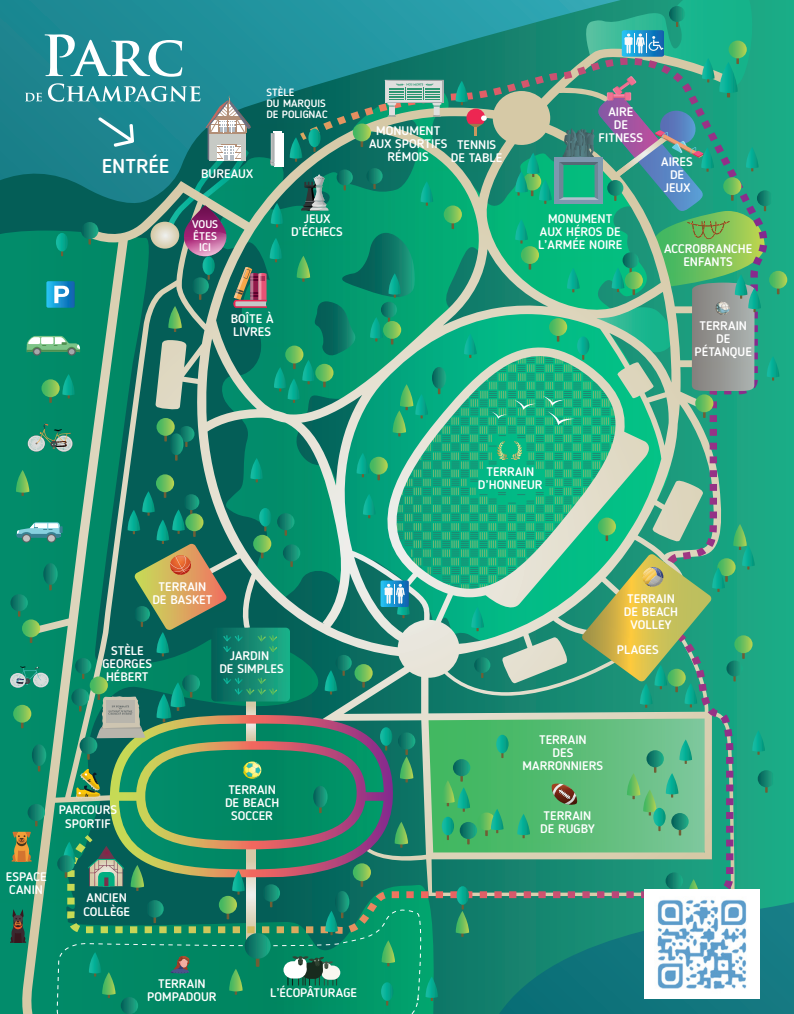 PARC
DE CHAMPAGNE
ENTRÉE
BUREAUX
STÈLE
DU MARQUIS
DE POLIGNAC
MONUMENT
AUX SPORTIFS
RÉMOIS
TENNIS
DE TABLE
AIRE
DE
FITNESS
AIRES
DE
JEUX
VOUS
ÊTES
ICI
JEUX
D'ÉCHECS
MONUMENT
AUX HÉROS DE
L'ARMÉE NOIRE
ACCROBRANCHE
ENFANTS
P
BOÎTE À
LIVRES
TERRAIN
DE
PÉTANQUE
TERRAIN
D'HONNEUR
TERRAIN
DE BASKET
TERRAIN
DE BEACH
VOLLEY
PLAGES
STÈLE
GEORGES
HÉBERT
JARDIN
DE SIMPLES
TERRAIN
DES
MARRONNIERS
TERRAIN
DE RUGBY
TERRAIN
DE BEACH
SOCCER
PARCOURS
SPORTIF
ESPACE
CANIN
ANCIEN
COLLÈGE
TERRAIN
POMPADOUR
L'ÉCOPÂTURAGE